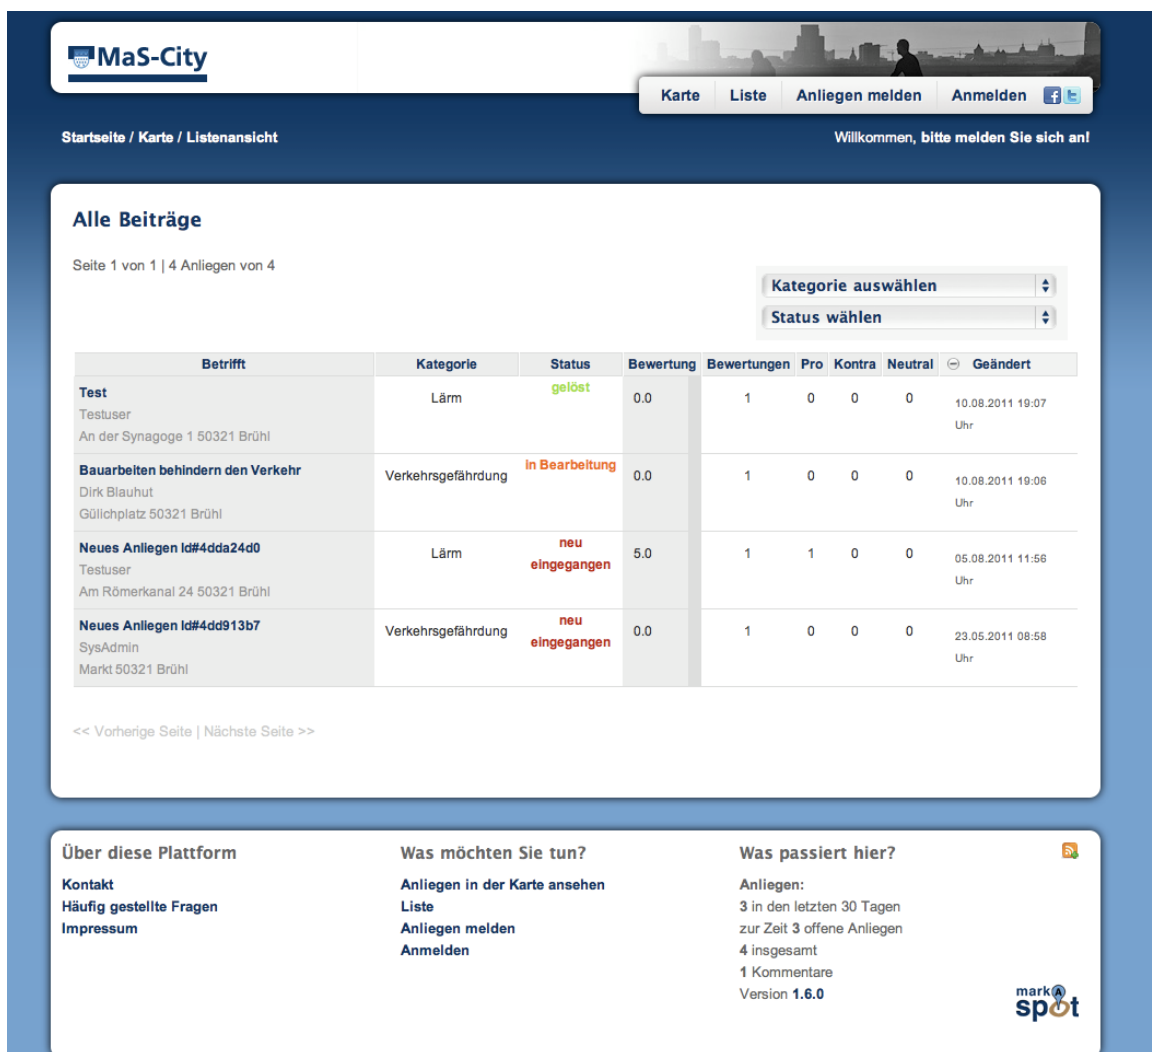 MaS-City
Karte Liste Anliegen melden Anmelden
Startseite / Karte / Listenansicht
Willkommen, bitte melden Sie sich an!
Alle Beiträge
Seite 1 von 1 | 4 Anliegen von 4
Kategorie auswählen
Status wählen
Betrifft Kategorie Status Bewertung Bewertungen Pro Kontra Neutral Geändert
Test
Testuser
An der Synagoge 1 50321 Brühl
Lärm
gelöst
0.0 1 0 0 0
10.08.2011 19:07
Uhr
Bauarbeiten behindern den Verkehr
Dirk Blauhut
Gülichplatz 50321 Brühl
Verkehrsgefährdung
in Bearbeitung
0.0 1 0 0 0
10.08.2011 19:06
Uhr
Neues Anliegen Id#4dda24d0
Testuser
Am Römerkanal 24 50321 Brühl
Lärm
neu
eingegangen
5.0 1 1 0 0
05.08.2011 11:56
Uhr
Neues Anliegen Id#4dd913b7
SysAdmin
Markt 50321 Brühl
Verkehrsgefährdung
neu
eingegangen
0.0 1 0 0 0
23.05.2011 08:58
Uhr
<< Vorherige Seite | Nächste Seite >>
Über diese Plattform
Kontakt
Häufig gestellte Fragen
Impressum
Was möchten Sie tun?
Anliegen in der Karte ansehen
Liste
Anliegen melden
Anmelden
Was passiert hier?
Anliegen:
3 in den letzten 30 Tagen
zur Zeit 3 offene Anliegen
4 insgesamt
1 Kommentare
Version 1.6.0
mark A
spot